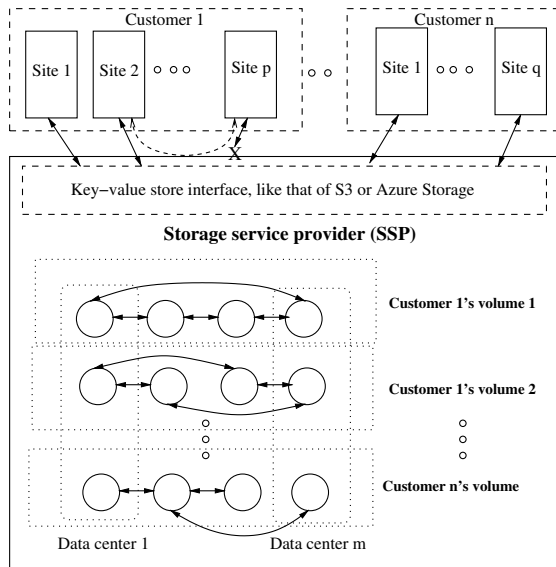 Customer 1
Customer n
Site 1
Site 2
Site p
Site 1
Site q
X
Key−value store interface, like that of S3 or Azure Storage
Storage service provider (SSP)
Customer 1's volume 1
Customer 1's volume 2
Customer n's volume
Data center 1
Data center m